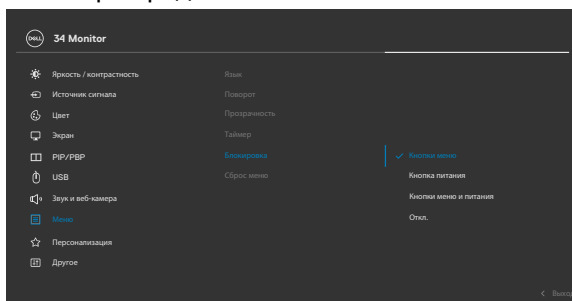 DELL
34 Monitor
Яркость / контрастность
Язык
Источник сигнала
Поворот
Цвет
Прозрачность
Экран
Таймер
PIP/PBP
Блокировка
Кнопки меню
USB
Сброс меню
Кнопка питания
Звук и веб-камера
Кнопки меню и питания
Меню
Откл.
Персонализация
Другое